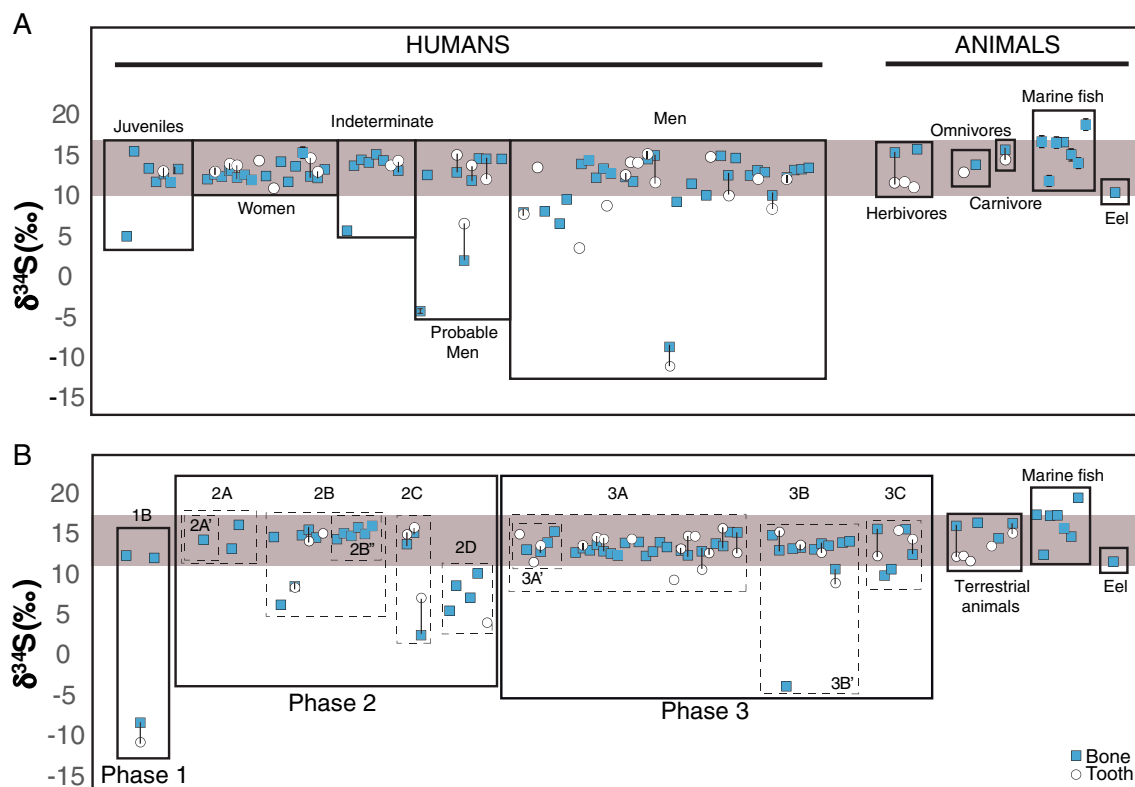 A
HUMANS
ANIMALS
Marine fish
Juveniles
Indeterminate
Men
Omnivores
Women
Herbivores
Carnivore
Eel
Probable
Men
δ34S(‰)
20
15
10
5
0
-5
-10
-15
B
1B
2A
2B
2C
3A
3B
3C
Marine fish
2A'
2B"
2D
3A'
3B'
Terrestrial
animals
Eel
Phase 1
Phase 2
Phase 3
δ34S(‰)
20
15
10
5
0
-5
-10
-15
Bone
Tooth